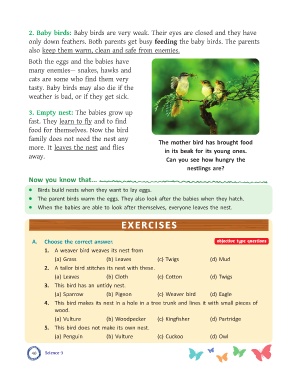 2. Baby birds: Baby birds are very weak. Their eyes are closed and they have
only down feathers. Both parents get busy feeding the baby birds. The parents
also keep them warm, clean and safe from enemies.
Both the eggs and the babies have
many enemies— snakes, hawks and
cats are some who find them very
tasty. Baby birds may also die if the
weather is bad, or if they get sick.
3. Empty nest: The babies grow up
fast. They learn to fly and to find
food for themselves. Now the bird
family does not need the nest any
more. It leaves the nest and flies
away.
The mother bird has brought food
in its beak for its young ones.
Can you see how hungry the
nestlings are?
Now you know that...
• Birds build nests when they want to lay eggs.
• The parent birds warm the eggs. They also look after the babies when they hatch.
• When the babies are able to look after themselves, everyone leaves the nest.
EXERCISES
A. Choose the correct answer: objective type questions
1. A weaver bird weaves its nest from
(a) Grass (b) Leaves (c) Twigs (d) Mud
2. A tailor bird stitches its nest with these.
(a) Leaves (b) Cloth (c) Cotton (d) Twigs
3. This bird has an untidy nest.
(a) Sparrow (b) Pigeon (c) Weaver bird (d) Eagle
4. This bird makes its nest in a hole in a tree trunk and lines it with small pieces of
wood.
(a) Vulture (b) Woodpecker (c) Kingfisher (d) Partridge
5. This bird does not make its own nest.
(a) Penguin (b) Vulture (c) Cuckoo (d) Owl
Science 3